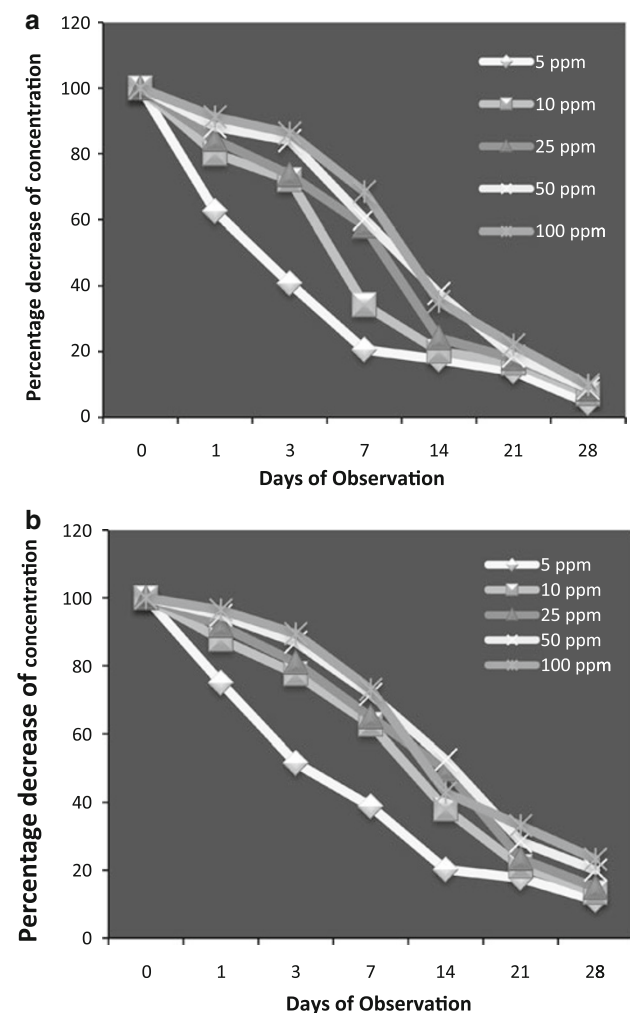 a
120
100
80
60
40
20
0
Percentage decrease of concentration
5 ppm
10 ppm
25 ppm
50 ppm
100 ppm
0 1 3 7 14 21 28
Days of Observation
b
120
100
80
60
40
20
0
Percentage decrease of concentration
5 ppm
10 ppm
25 ppm
50 ppm
100 ppm
0 1 3 7 14 21 28
Days of Observation